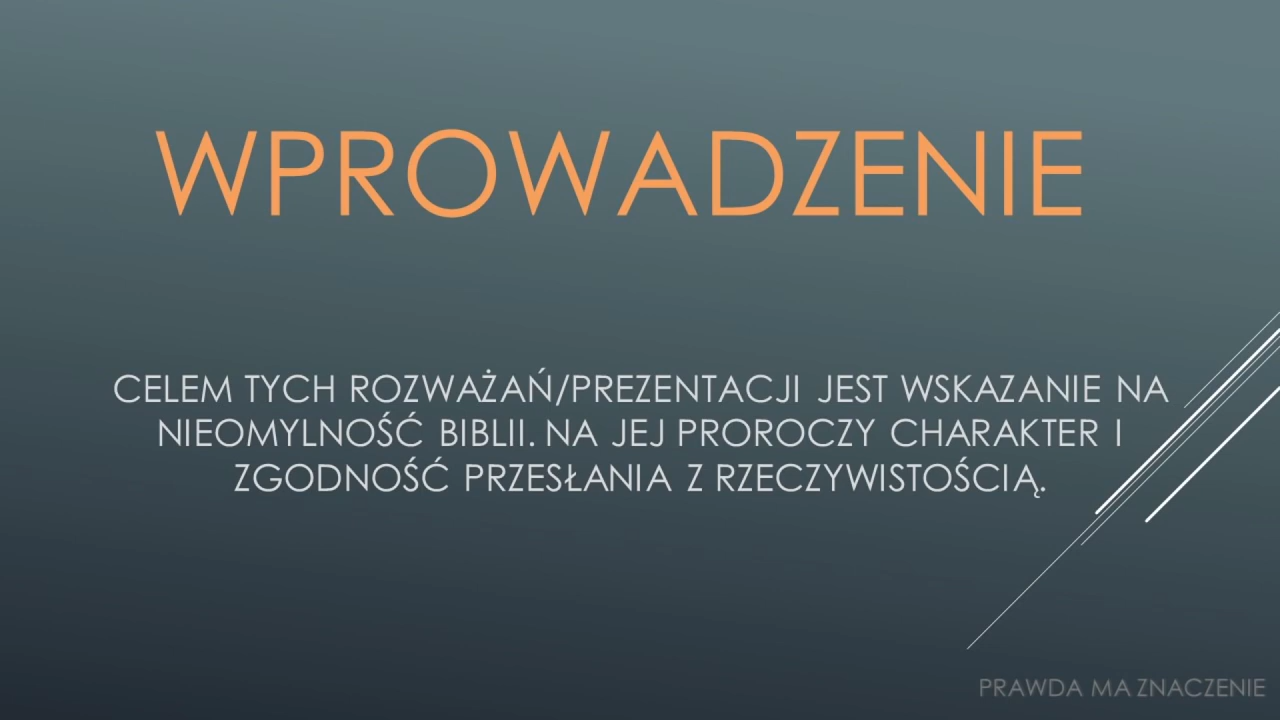 WPROWADZENIE
CELEM TYCH ROZWAŻAŃ/PREZENTACJI JEST WSKAZANIE NA
NIEOMYLNOŚĆ BIBLII. NA JEJ PROROCZY CHARAKTER I
ZGODNOŚĆ PRZESŁANIA Z RZECZYWISTOŚCIĄ.
PRAWDA MA ZNACZENIE